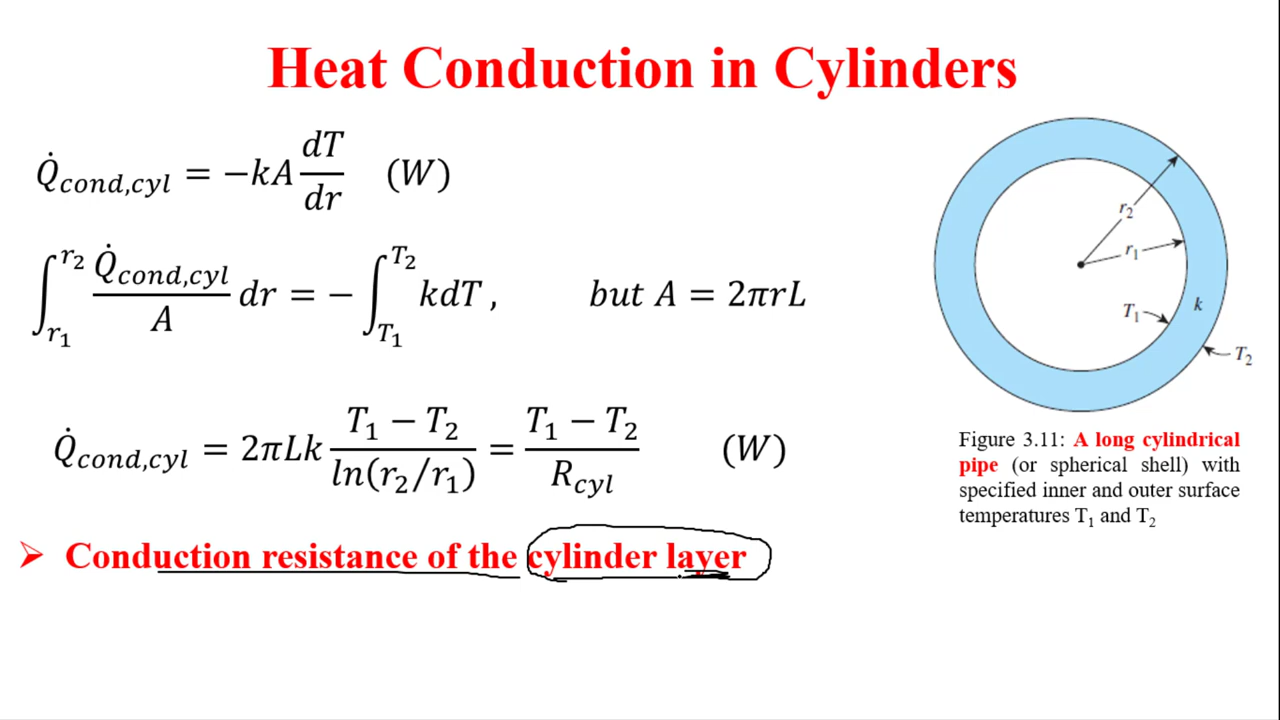 Heat Conduction in Cylinders
Q̇_cond,cyl = −kA dT/dr (W)
∫_r₁^r₂ Q̇_cond,cyl/A dr = − ∫_T₁^T₂ kdT , but A = 2πrL
Q̇_cond,cyl = 2πLk (T₁ − T₂)/ln(r₂/r₁) = (T₁ − T₂)/R_cyl (W)
➤ Conduction resistance of the cylinder layer
r₂
r₁
k
T₁
T₂
Figure 3.11: A long cylindrical
pipe (or spherical shell) with
specified inner and outer surface
temperatures T₁ and T₂